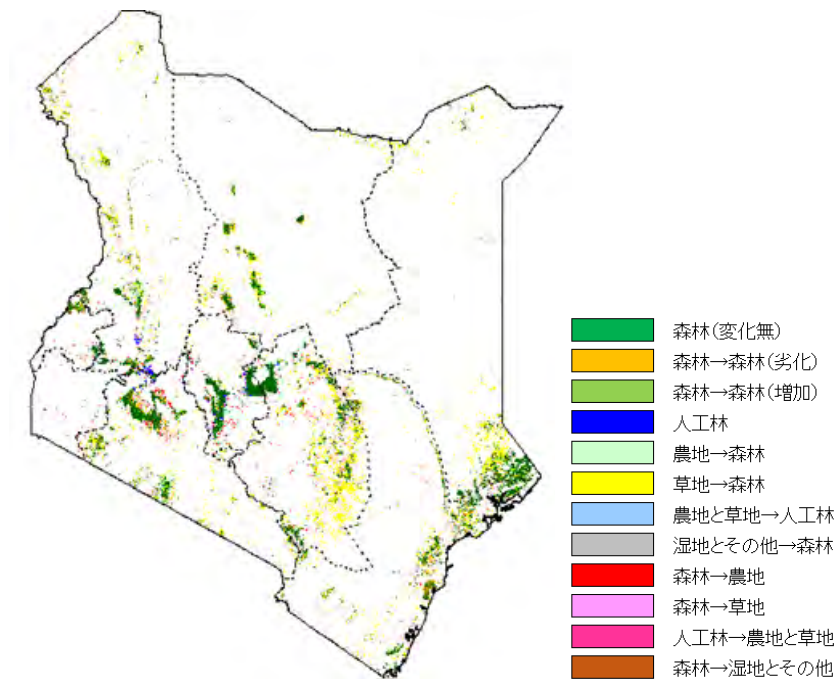 森林(変化無)
森林→森林(劣化)
森林→森林(増加)
人工林
農地→森林
草地→森林
農地と草地→人工林
湿地とその他→森林
森林→農地
森林→草地
人工林→農地と草地
森林→湿地とその他